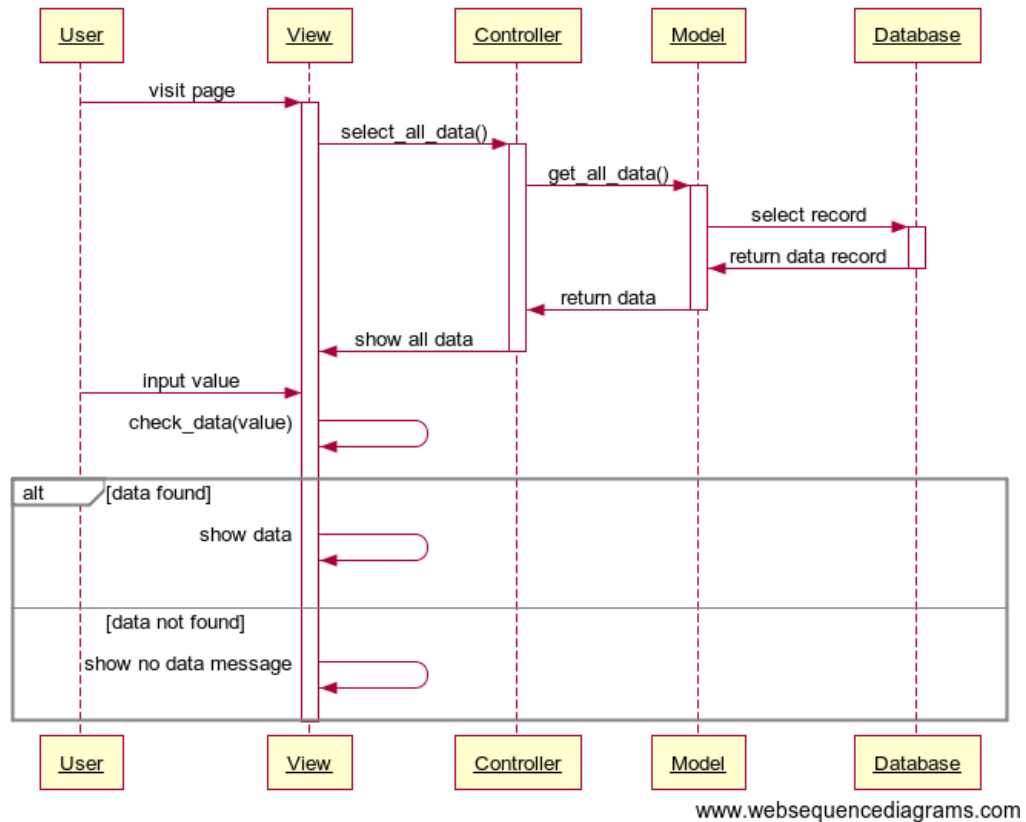 User View Controller Model Database
visit page
select_all_data()
get_all_data()
select record
return data record
return data
show all data
input value
check_data(value)
alt [data found]
show data
[data not found]
show no data message
User View Controller Model Database
www.websequencediagrams.com